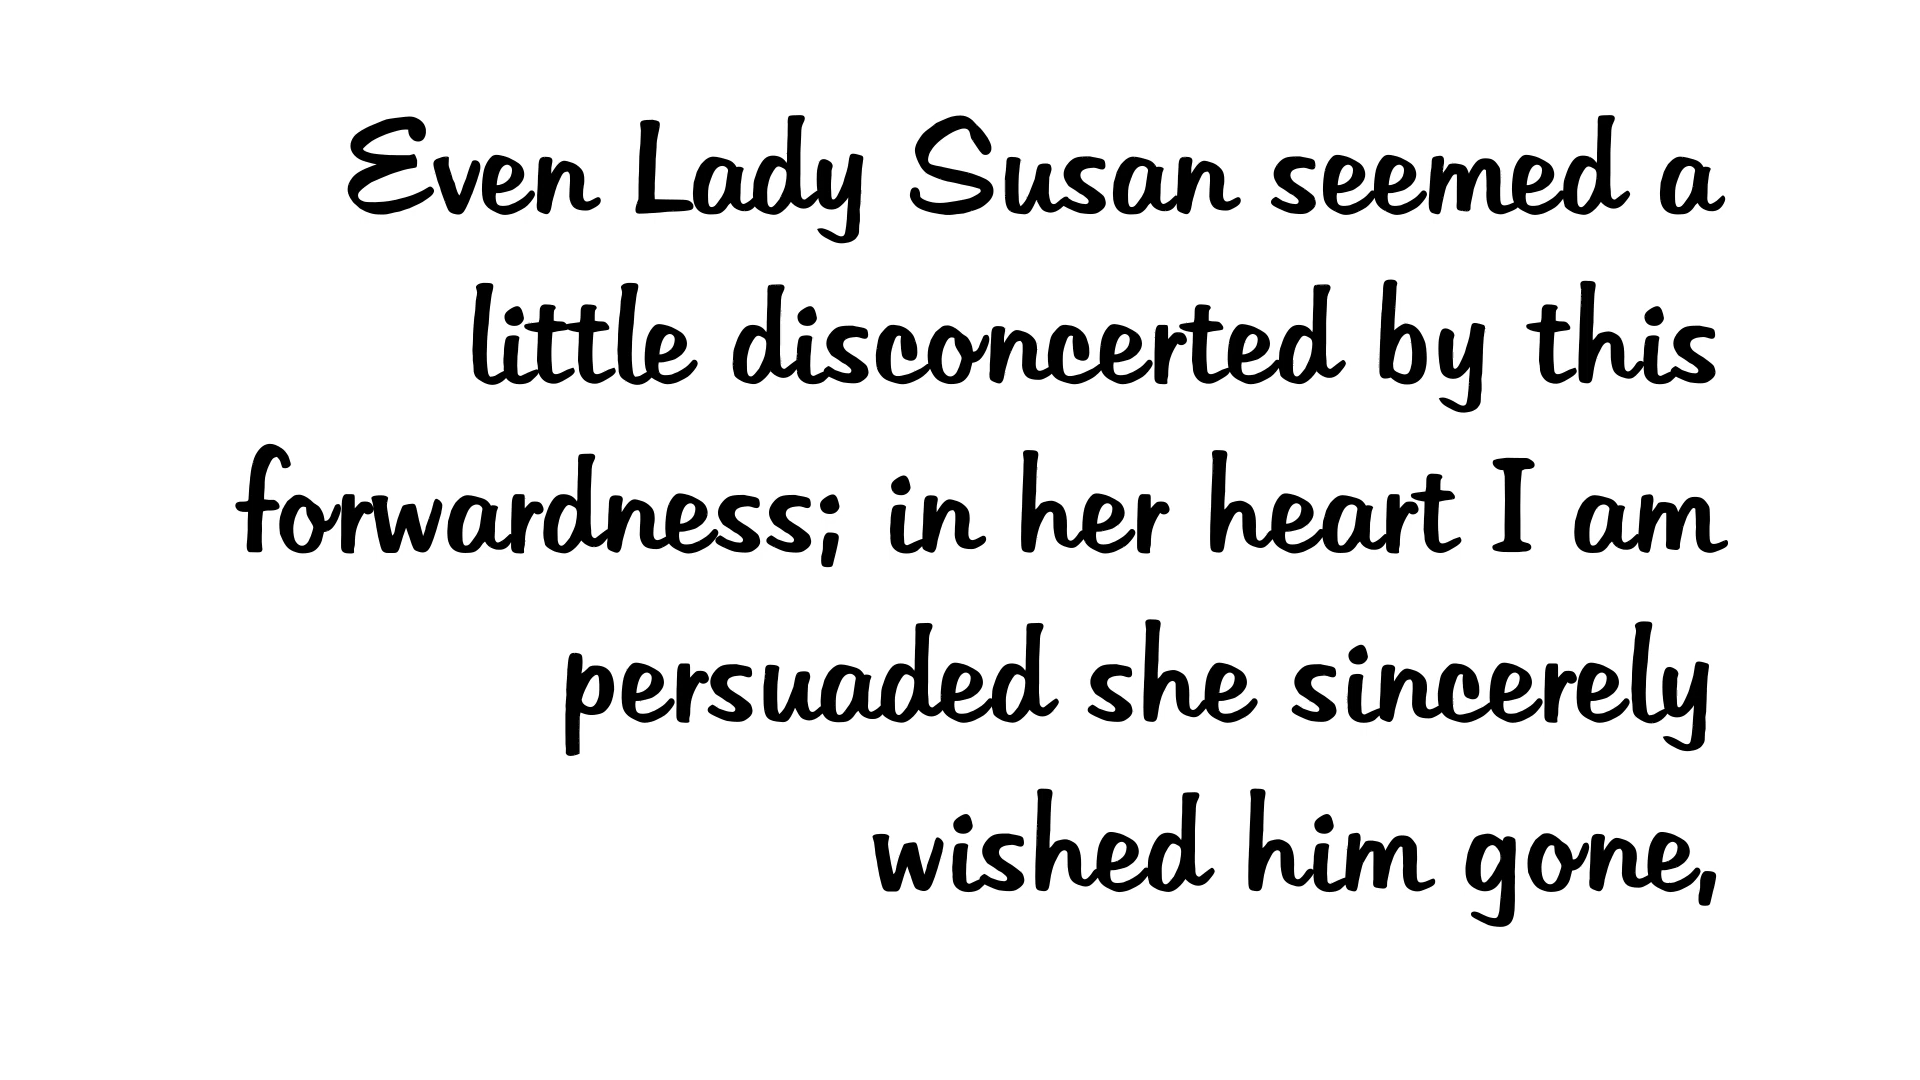 Even Lady Susan seemed a
little disconcerted by this
forwardness; in her heart I am
persuaded she sincerely
wished him gone,